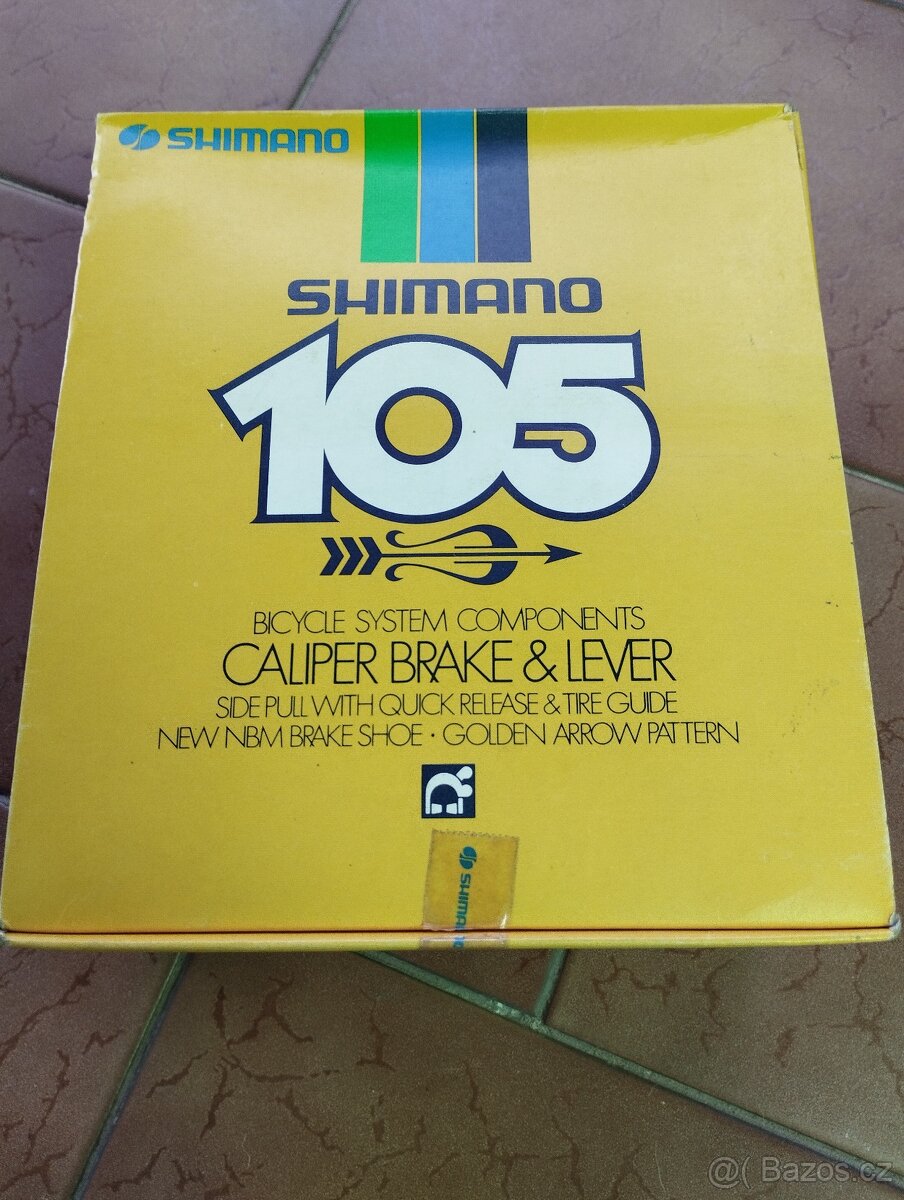 SHIMANO
SHIMANO
105
BICYCLE SYSTEM COMPONENTS
CALIPER BRAKE & LEVER
SIDE PULL WITH QUICK RELEASE & TIRE GUIDE
NEW NBM BRAKE SHOE · GOLDEN ARROW PATTERN
SHIMANO
@( Bazos.cz